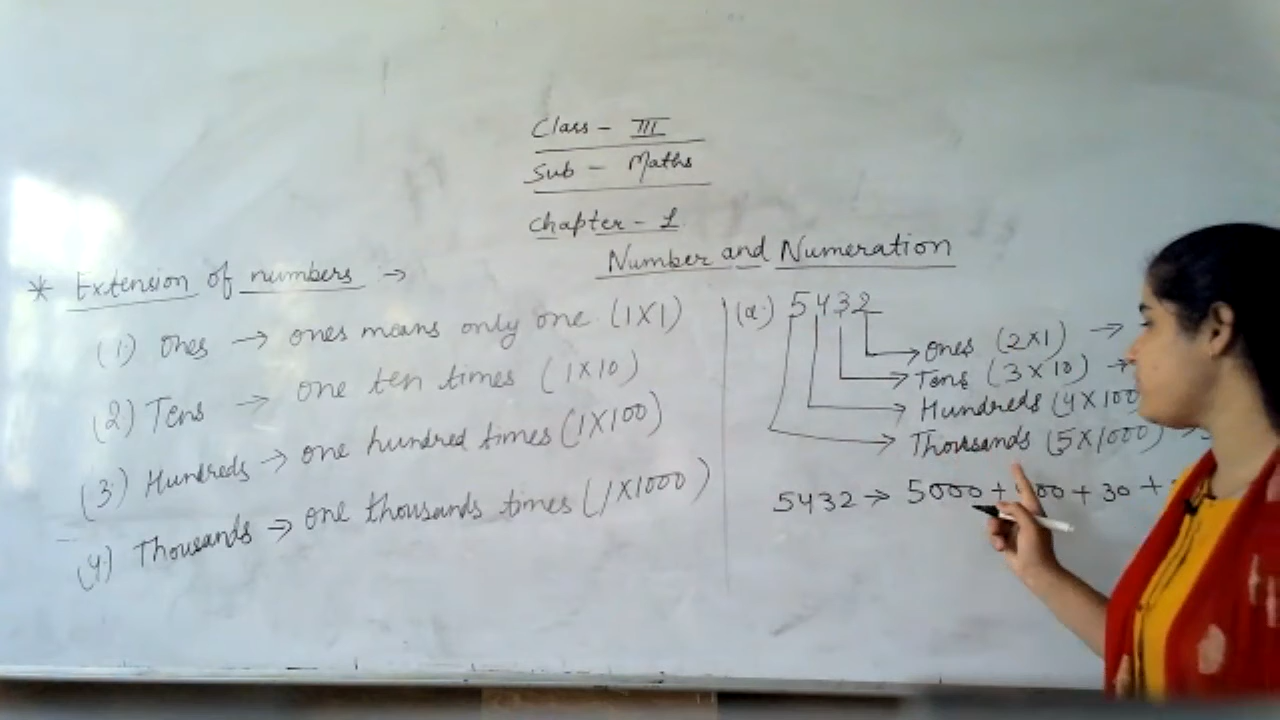 Class - III
Sub - Maths
Chapter - 1
Number and Numeration
* Extension of numbers :→
(1) Ones → ones means only one (1X1)
(2) Tens → one ten times (1X10)
(3) Hundreds → one hundred times (1X100)
(4) Thousands → one thousands times (1X1000)
(a.) 5432
→ Ones (2X1) →
→ Tens (3X10) →
→ Hundreds (4X100
→ Thousands (5X1000) →
5432 → 5000 + 00 + 30 +